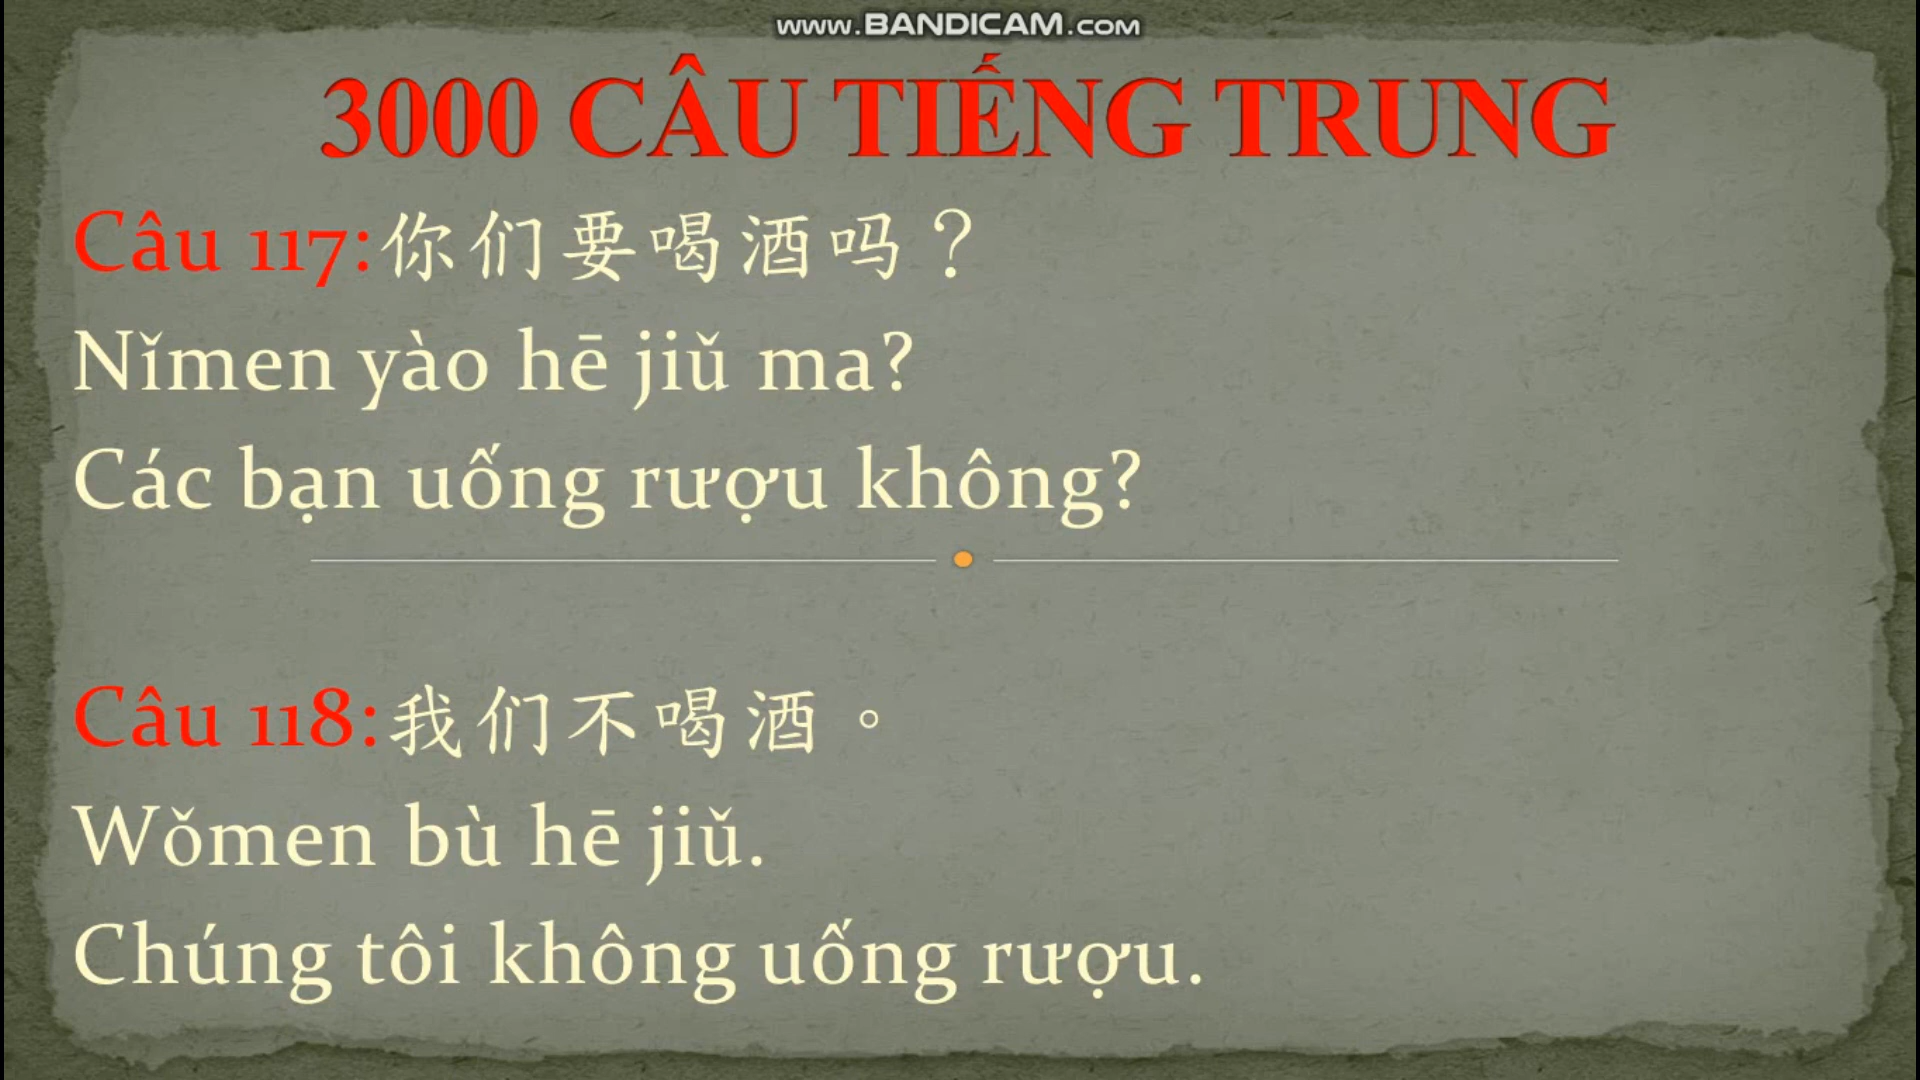 www.BANDICAM.com
3000 CÂU TIẾNG TRUNG
Câu 117:你们要喝酒吗？
Nǐmen yào hē jiǔ ma?
Các bạn uống rượu không?
Câu 118:我们不喝酒。
Wǒmen bù hē jiǔ.
Chúng tôi không uống rượu.